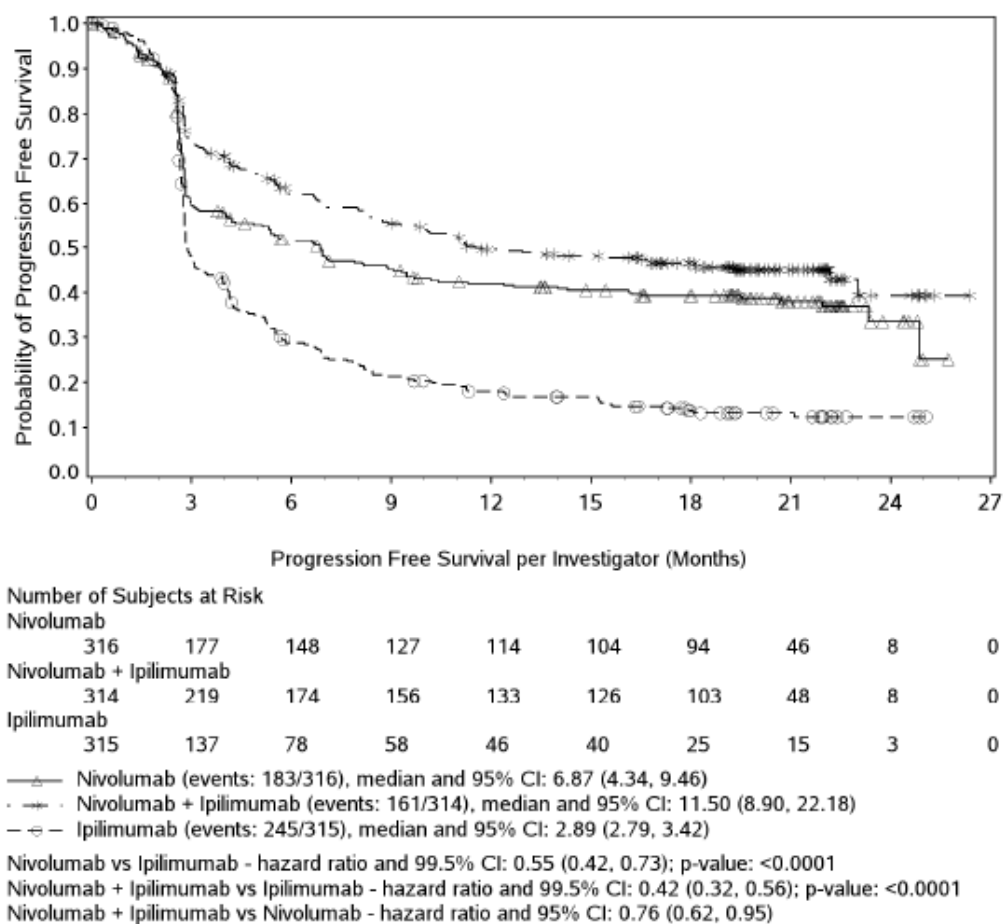 1.0
0.9
0.8
0.7
0.6
0.5
0.4
0.3
0.2
0.1
0.0
Probability of Progression Free Survival
0 3 6 9 12 15 18 21 24 27
Progression Free Survival per Investigator (Months)
Number of Subjects at Risk
Nivolumab
316 177 148 127 114 104 94 46 8 0
Nivolumab + Ipilimumab
314 219 174 156 133 126 103 48 8 0
Ipilimumab
315 137 78 58 46 40 25 15 3 0
Nivolumab (events: 183/316), median and 95% CI: 6.87 (4.34, 9.46)
Nivolumab + Ipilimumab (events: 161/314), median and 95% CI: 11.50 (8.90, 22.18)
Ipilimumab (events: 245/315), median and 95% CI: 2.89 (2.79, 3.42)
Nivolumab vs Ipilimumab - hazard ratio and 99.5% CI: 0.55 (0.42, 0.73); p-value: <0.0001
Nivolumab + Ipilimumab vs Ipilimumab - hazard ratio and 99.5% CI: 0.42 (0.32, 0.56); p-value: <0.0001
Nivolumab + Ipilimumab vs Nivolumab - hazard ratio and 95% CI: 0.76 (0.62, 0.95)